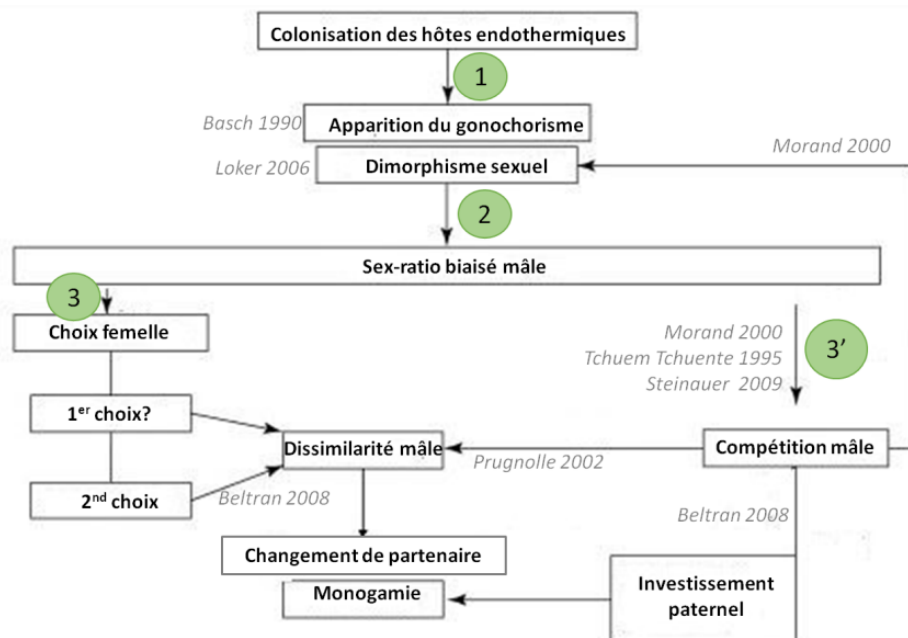 Colonisation des hôtes endothermiques
1
Basch 1990
Apparition du gonochorisme
Morand 2000
Loker 2006
Dimorphisme sexuel
2
Sex-ratio biaisé mâle
3
Choix femelle
Morand 2000
Tchuem Tchuente 1995
Steinauer 2009
3’
1er choix?
Dissimilarité mâle
Compétition mâle
Prugnolle 2002
2nd choix
Beltran 2008
Beltran 2008
Changement de partenaire
Monogamie
Investissement
paternel